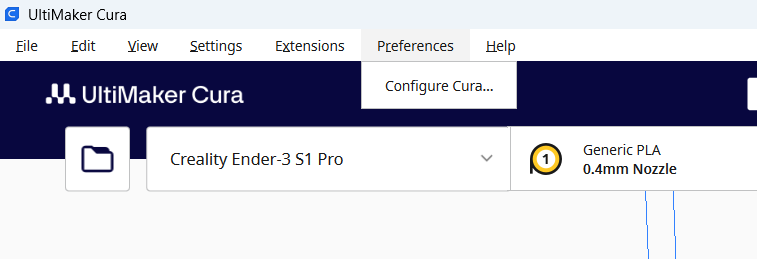 UltiMaker Cura
File Edit View Settings Extensions Preferences Help
Configure Cura...
UltiMaker Cura
Creality Ender-3 S1 Pro
1
Generic PLA
0.4mm Nozzle